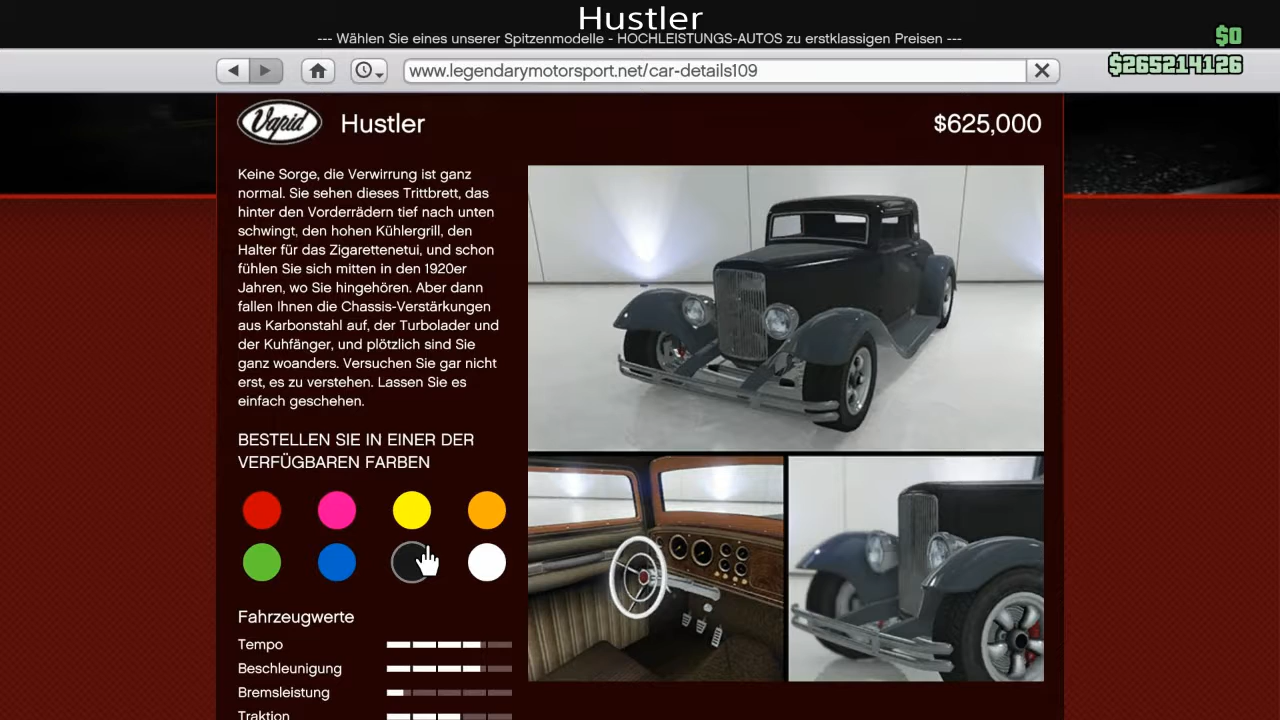 Hustler
--- Wählen Sie eines unserer Spitzenmodelle - HOCHLEISTUNGS-AUTOS zu erstklassigen Preisen ---
$0
$265214126
www.legendarymotorsport.net/car-details109
Vapid
Hustler
$625,000
Keine Sorge, die Verwirrung ist ganz
normal. Sie sehen dieses Trittbrett, das
hinter den Vorderrädern tief nach unten
schwingt, den hohen Kühlergrill, den
Halter für das Zigarettenetui, und schon
fühlen Sie sich mitten in den 1920er
Jahren, wo Sie hingehören. Aber dann
fallen Ihnen die Chassis-Verstärkungen
aus Karbonstahl auf, der Turbolader und
der Kuhfänger, und plötzlich sind Sie
ganz woanders. Versuchen Sie gar nicht
erst, es zu verstehen. Lassen Sie es
einfach geschehen.
BESTELLEN SIE IN EINER DER
VERFÜGBAREN FARBEN
Fahrzeugwerte
Tempo
Beschleunigung
Bremsleistung
Traktion